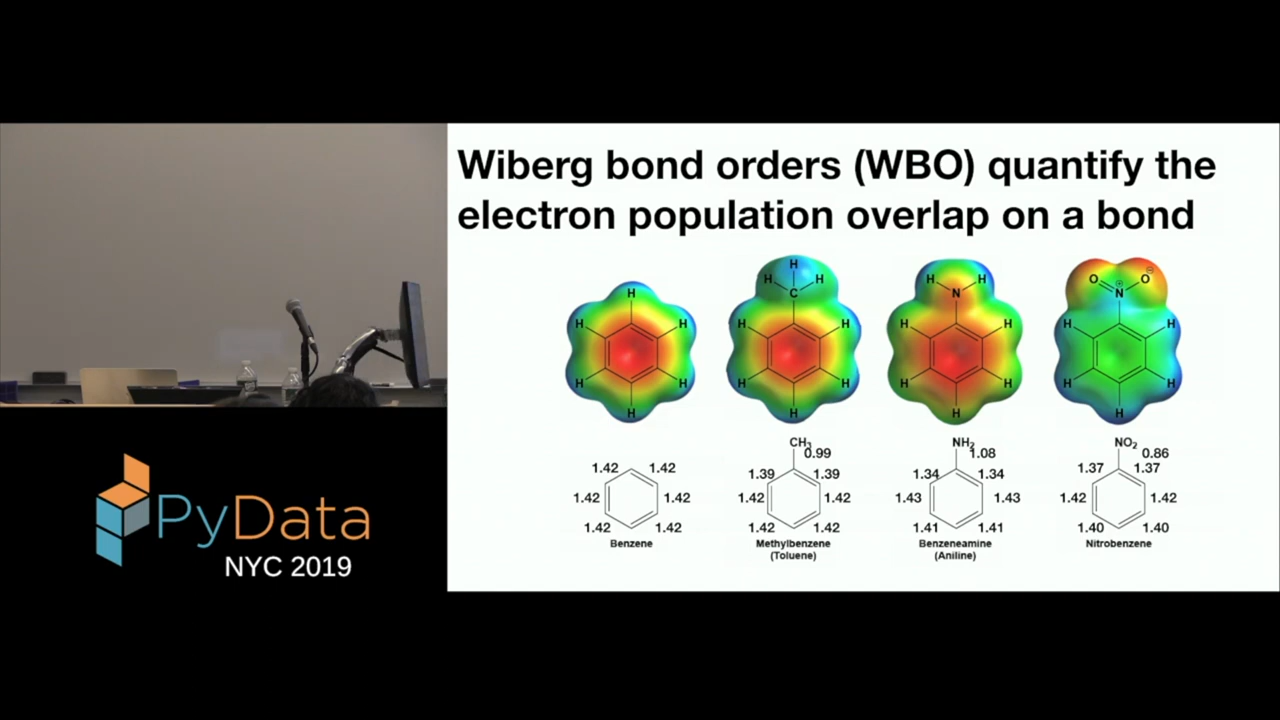 Wiberg bond orders (WBO) quantify the
electron population overlap on a bond
H
H H
H H
H
H
H H
C
H H
H H
H
H H
N
H H
H H
H
O O
⊖
⊕
N
H H
H H
H
CH3
0.99
NH2
1.08
NO2
0.86
1.42 1.42
1.42 1.42
1.42 1.42
Benzene
1.39 1.39
1.42 1.42
1.42 1.42
Methylbenzene
(Toluene)
1.34 1.34
1.43 1.43
1.41 1.41
Benzeneamine
(Aniline)
1.37 1.37
1.42 1.42
1.40 1.40
Nitrobenzene
PyData
NYC 2019